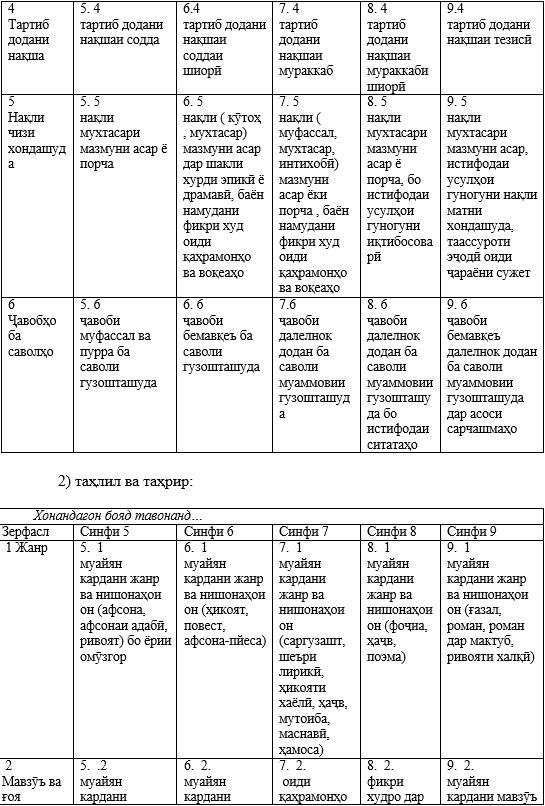 4
Тартиб
додани
нақша
5. 4
тартиб додани
нақшаи содда
6.4
тартиб додани
нақшаи
соддаи
шиорӣ
7. 4
тартиб
додани
нақшаи
мураккаб
8. 4
тартиб
додани
нақшаи
мураккаби
шиорӣ
9.4
тартиб додани
нақшаи тезисӣ
5
Нақли
чизи
хондашуд
а
5. 5
нақли
мухтасари
мазмуни асар ё
порча
6. 5
нақли ( кӯтоҳ
, мухтасар)
мазмуни асар
дар шакли
хурди эпикӣ ё
драмавӣ, баён
намудани
фикри худ
оиди
қаҳрамонҳо
ва воқеаҳо
7. 5
нақли (
муфассал,
мухтасар,
интихобӣ)
мазмуни
асар ёки
порча , баён
намудани
фикри худ
оиди
қаҳрамонҳо
ва воқеаҳо
8. 5
нақли
мухтасари
мазмуни
асар ё
порча, бо
истифодаи
усулҳои
гуногуни
иқтибосова
рӣ
9. 5
нақли
мухтасари
мазмуни асар,
истифодаи
усулҳои
гуногуни нақли
матни
хондашуда,
таассуроти
эҷодӣ оиди
ҷараёни сужет
6
Ҷавобҳо
ба
саволҳо
5. 6
ҷавоби
муфассал ва
пурра ба
саволи
гузошташуда
6. 6
ҷавоби
бемавқеъ ба
саволи
гузошташуда
7.6
ҷавоби
далелнок
додан ба
саволи
муаммовии
гузошташуд
а
8. 6
ҷавоби
далелнок
додан ба
саволи
муаммовии
гузошташу
да бо
истифодаи
ситатаҳо
9. 6
ҷавоби
бемавқеъ
далелнок додан
ба саволи
муаммовии
гузошташуда
дар асоси
сарчашмаҳо
2) таҳлил ва таҳрир:
Хонандагон бояд тавонанд…
Зерфасл
Синфи 5
Синфи 6
Синфи 7
Синфи 8
Синфи 9
1 Жанр
5. 1
муайян
кардани жанр
ва нишонаҳои
он (афсона,
афсонаи адабӣ,
ривоят) бо ёрии
омӯзгор
6. 1
муайян
кардани жанр
ва нишонаҳои
он (ҳикоят,
повест,
афсона-пйеса)
7. 1
муайян
кардани
жанр ва
нишонаҳои
он
(саргузашт,
шеъри
лирикӣ,
ҳикояти
хаёлӣ, ҳаҷв,
мутоиба,
маснавӣ,
ҳамоса)
8. 1
муайян
кардани
жанр ва
нишонаҳои
он (фоҷиа,
ҳаҷв,
поэма)
9. 1
муайян
кардани жанр
ва нишонаҳои
он (ғазал,
роман, роман
дар мактуб,
ривояти халқӣ)
2
Мавзӯъ ва
ғоя
5. .2
муайян
кардани
6. 2.
муайян
кардани
7. 2.
оиди
қаҳрамонҳо
8. 2.
фикри
худро дар
9. 2.
муайян
кардани мавзӯъ